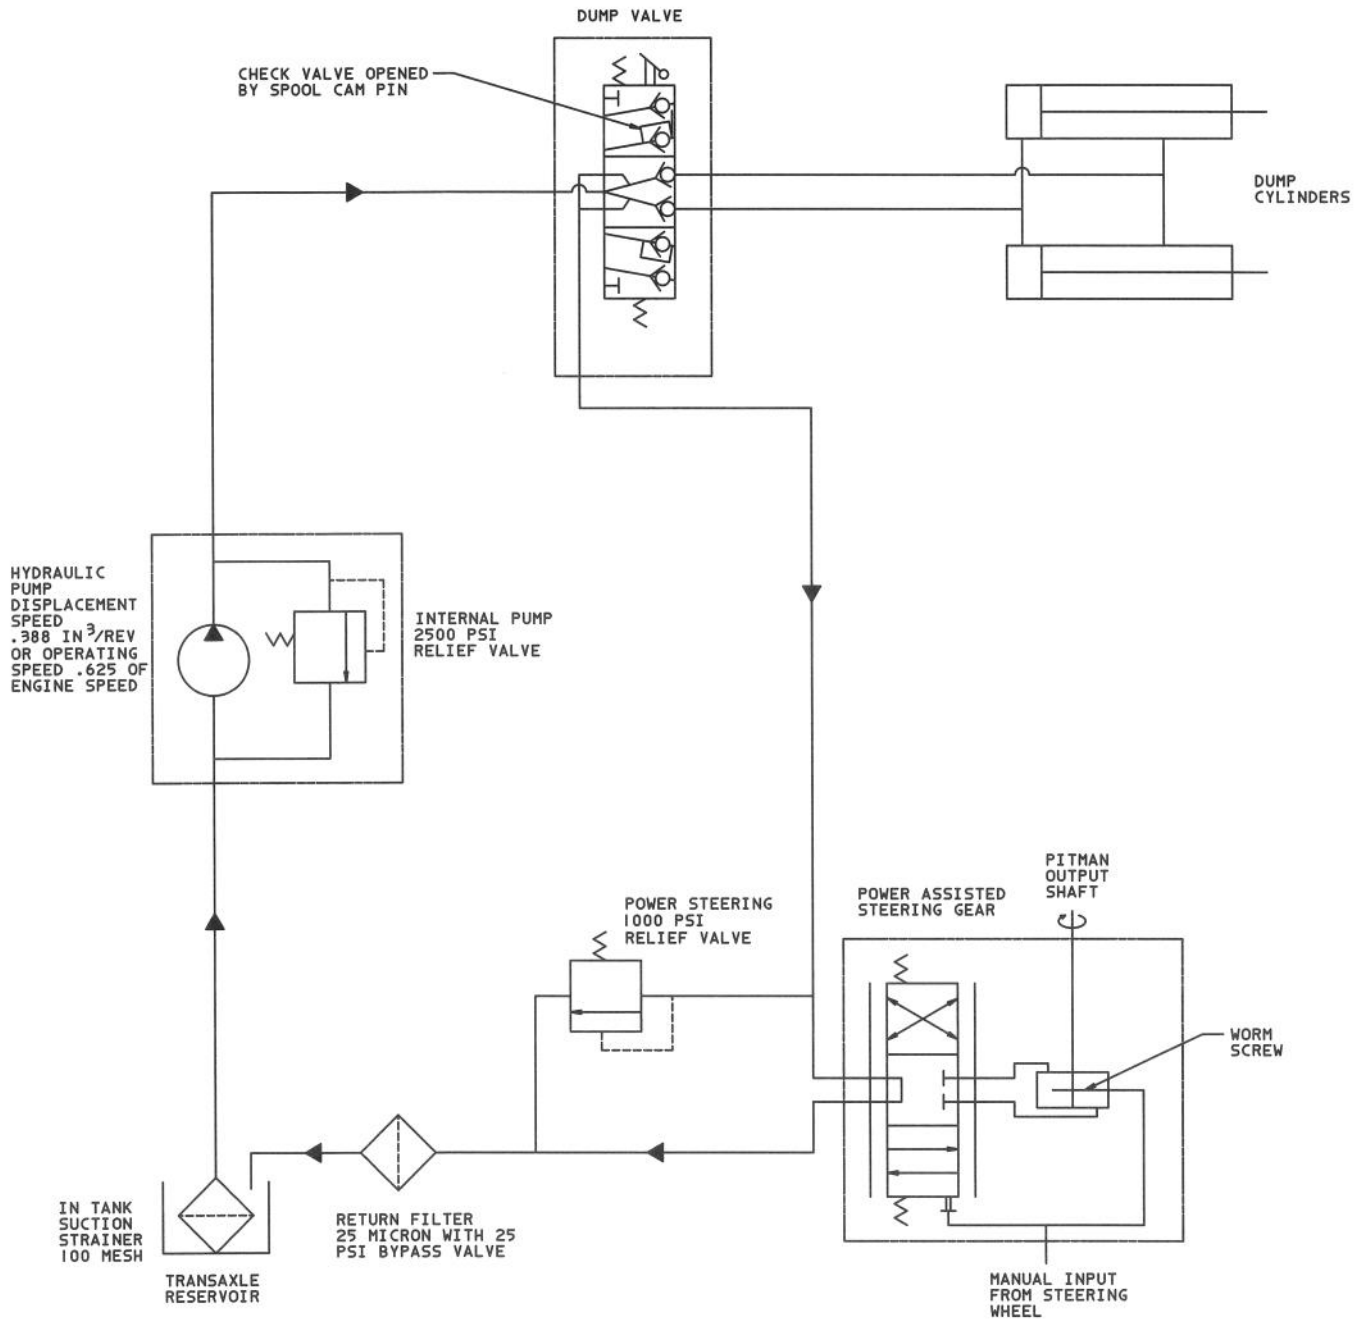 DUMP VALVE
CHECK VALVE OPENED
BY SPOOL CAM PIN
DUMP
CYLINDERS
HYDRAULIC
PUMP
DISPLACEMENT
SPEED
.388 IN³/REV
OR OPERATING
SPEED .625 OF
ENGINE SPEED
INTERNAL PUMP
2500 PSI
RELIEF VALVE
PITMAN
OUTPUT
SHAFT
POWER ASSISTED
STEERING GEAR
POWER STEERING
1000 PSI
RELIEF VALVE
WORM
SCREW
IN TANK
SUCTION
STRAINER
100 MESH
RETURN FILTER
25 MICRON WITH 25
PSI BYPASS VALVE
TRANSAXLE
RESERVOIR
MANUAL INPUT
FROM STEERING
WHEEL